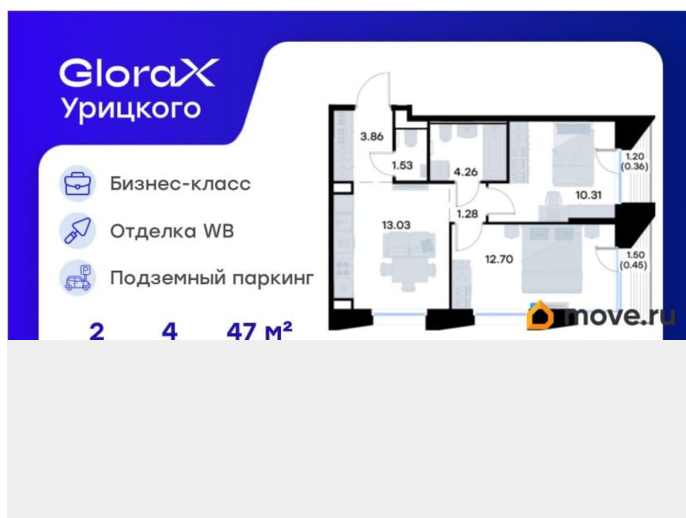 GloraX
Урицкого
Бизнес-класс
Отделка WB
Подземный паркинг
2 4 47 м²
3.86
1.53
4.26
1.20
(0.36)
10.31
1.28
13.03
12.70
1.50
(0.45)
move.ru